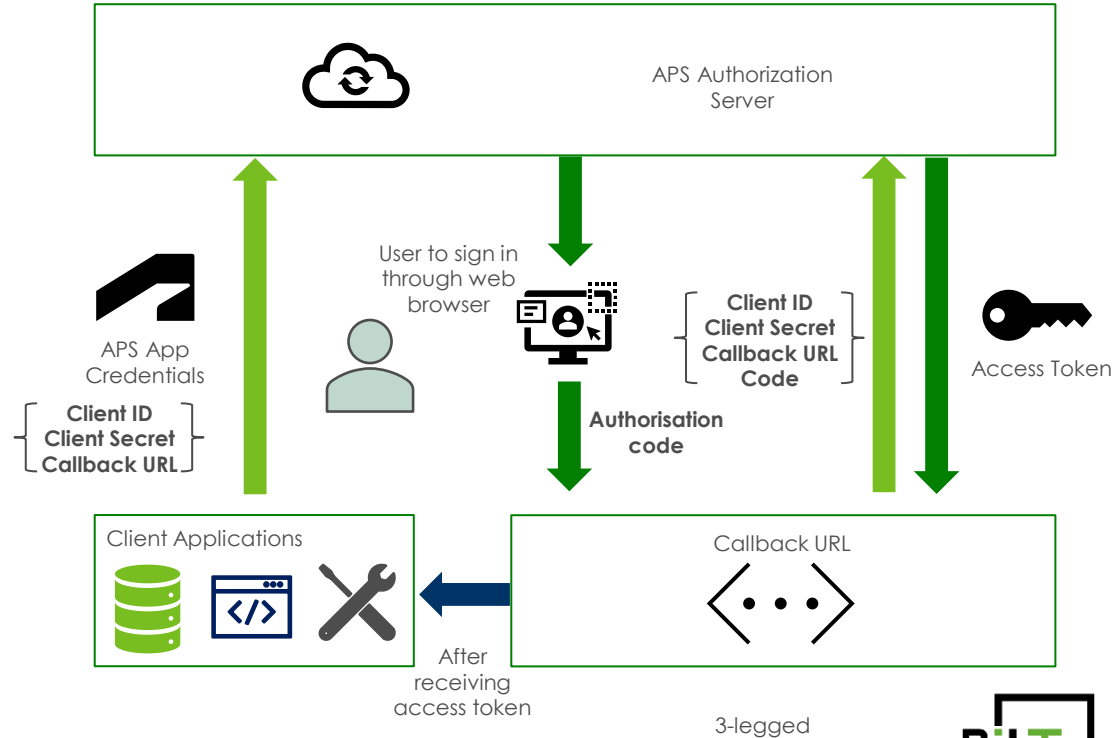 APS Authorization
Server
User to sign in
through web
browser
APS App
Credentials
Client ID
Client Secret
Callback URL
Client ID
Client Secret
Callback URL
Code
Access Token
Authorisation
code
Client Applications
</>
Callback URL
After
receiving
access token
3-legged